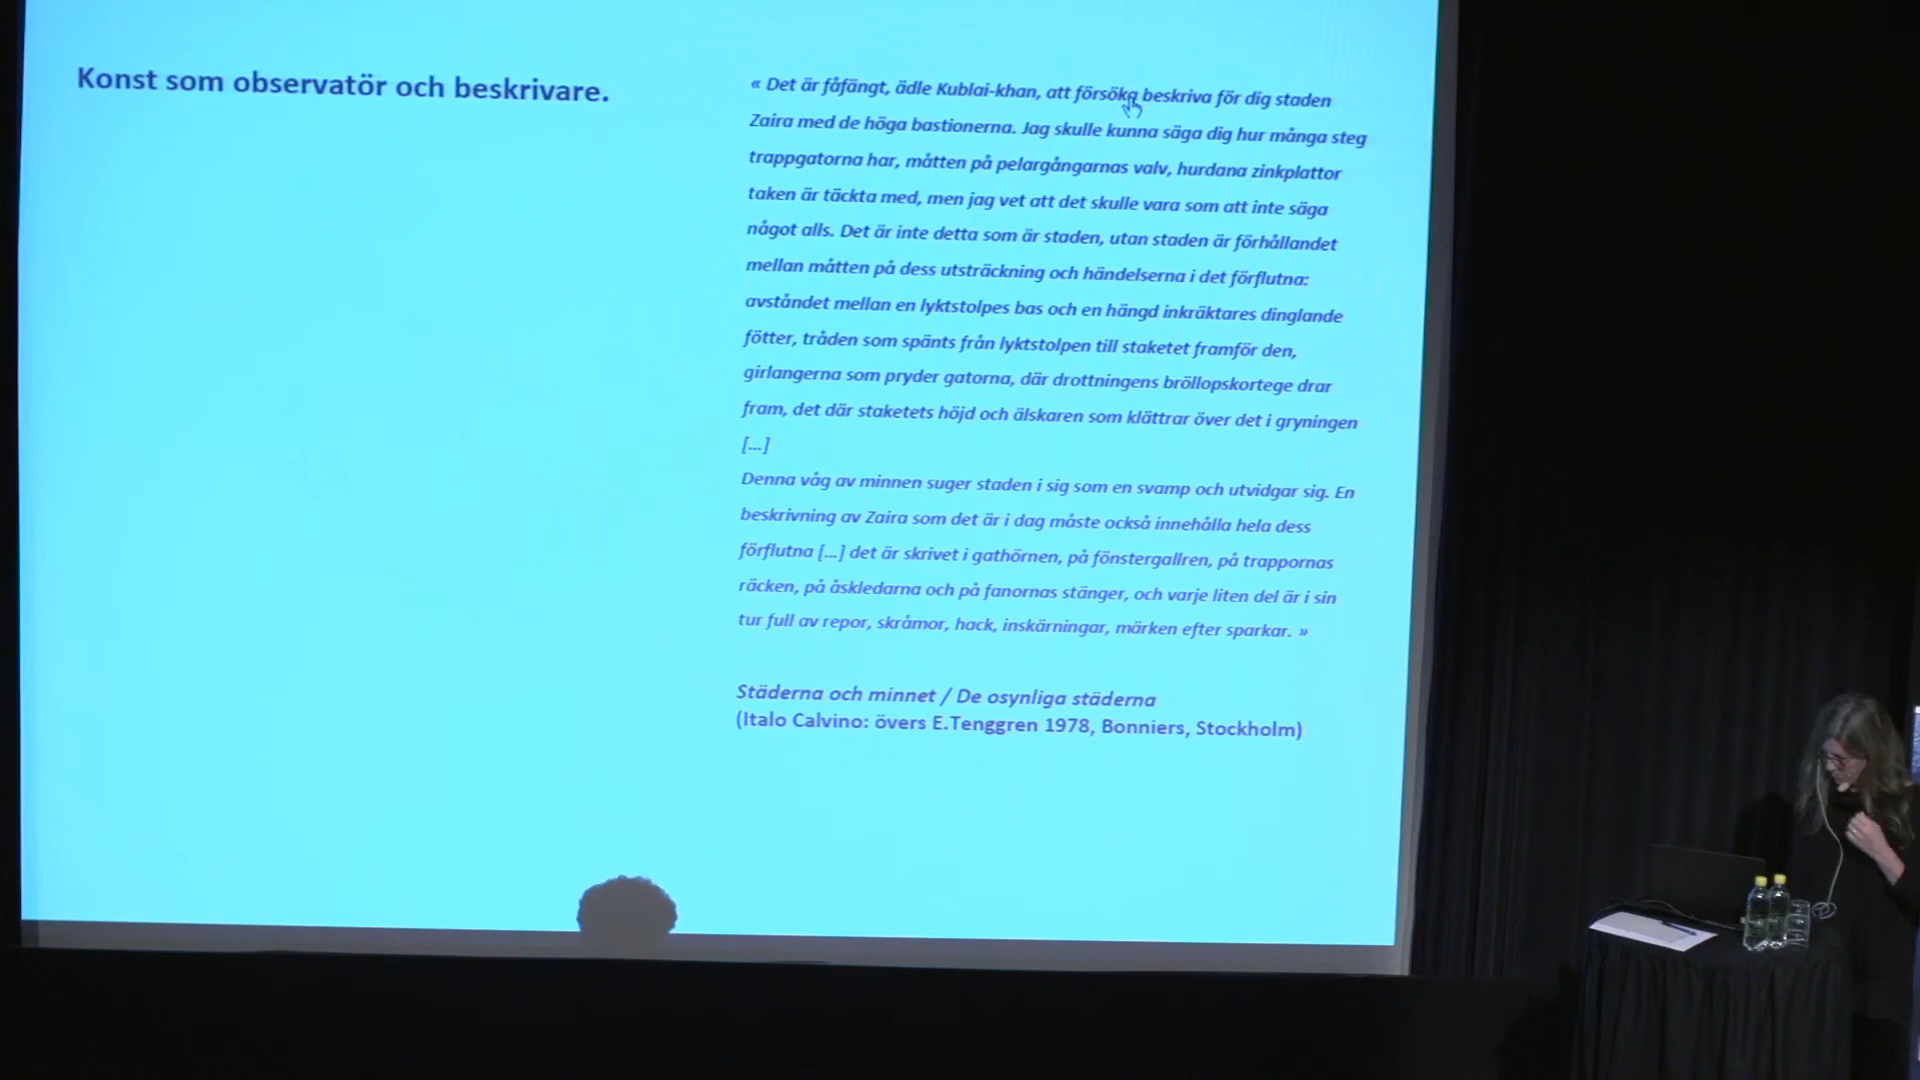 Konst som observatör och beskrivare.
« Det är fåfängt, ädle Kublai-khan, att försöka beskriva för dig staden
Zaira med de höga bastionerna. Jag skulle kunna säga dig hur många steg
trappgatorna har, måtten på pelargångarnas valv, hurdana zinkplattor
taken är täckta med, men jag vet att det skulle vara som att inte säga
något alls. Det är inte detta som är staden, utan staden är förhållandet
mellan måtten på dess utsträckning och händelserna i det förflutna:
avståndet mellan en lyktstolpes bas och en hängd inkräktares dinglande
fötter, tråden som spänts från lyktstolpen till staketet framför den,
girlangerna som pryder gatorna, där drottningens bröllopskortege drar
fram, det där staketets höjd och älskaren som klättrar över det i gryningen
[...]
Denna våg av minnen suger staden i sig som en svamp och utvidgar sig. En
beskrivning av Zaira som det är i dag måste också innehålla hela dess
förflutna [...] det är skrivet i gathörnen, på fönstergallren, på trappornas
räcken, på åskledarna och på fanornas stänger, och varje liten del är i sin
tur full av repor, skråmor, hack, inskärningar, märken efter sparkar. »
Städerna och minnet / De osynliga städerna
(Italo Calvino: övers E.Tenggren 1978, Bonniers, Stockholm)